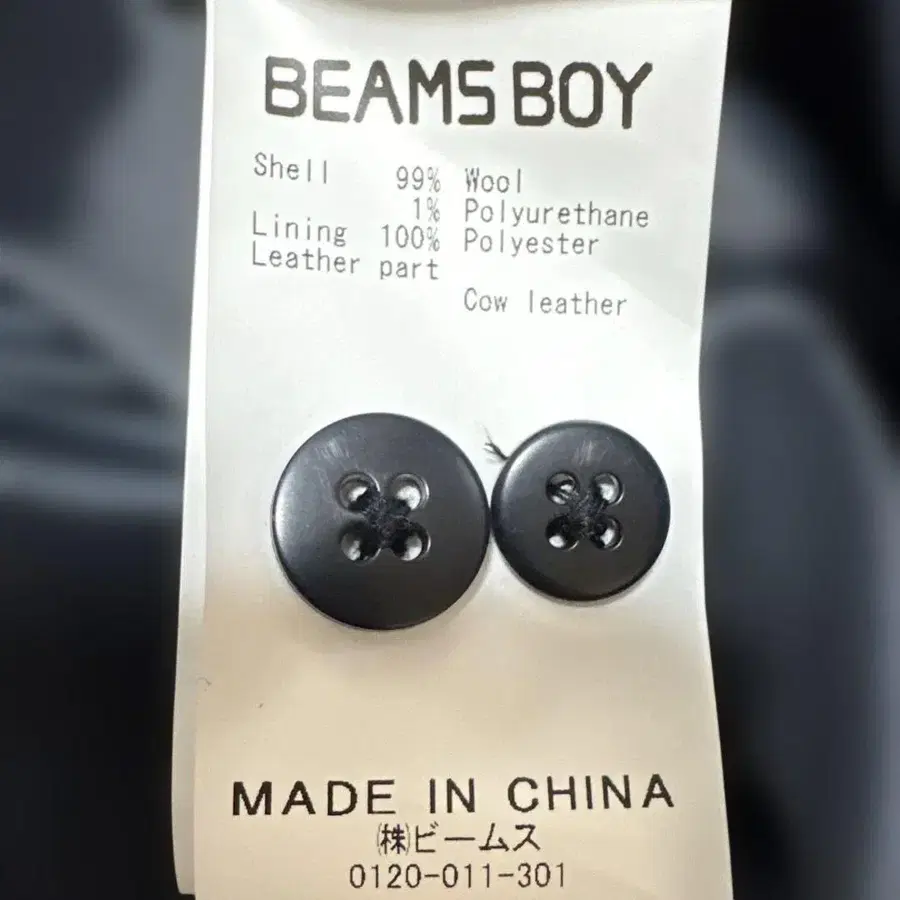 BEAMS BOY
Shell 99% Wool
1% Polyurethane
Lining 100% Polyester
Leather part
Cow leather
MADE IN CHINA
㈱ビームス
0120-011-301